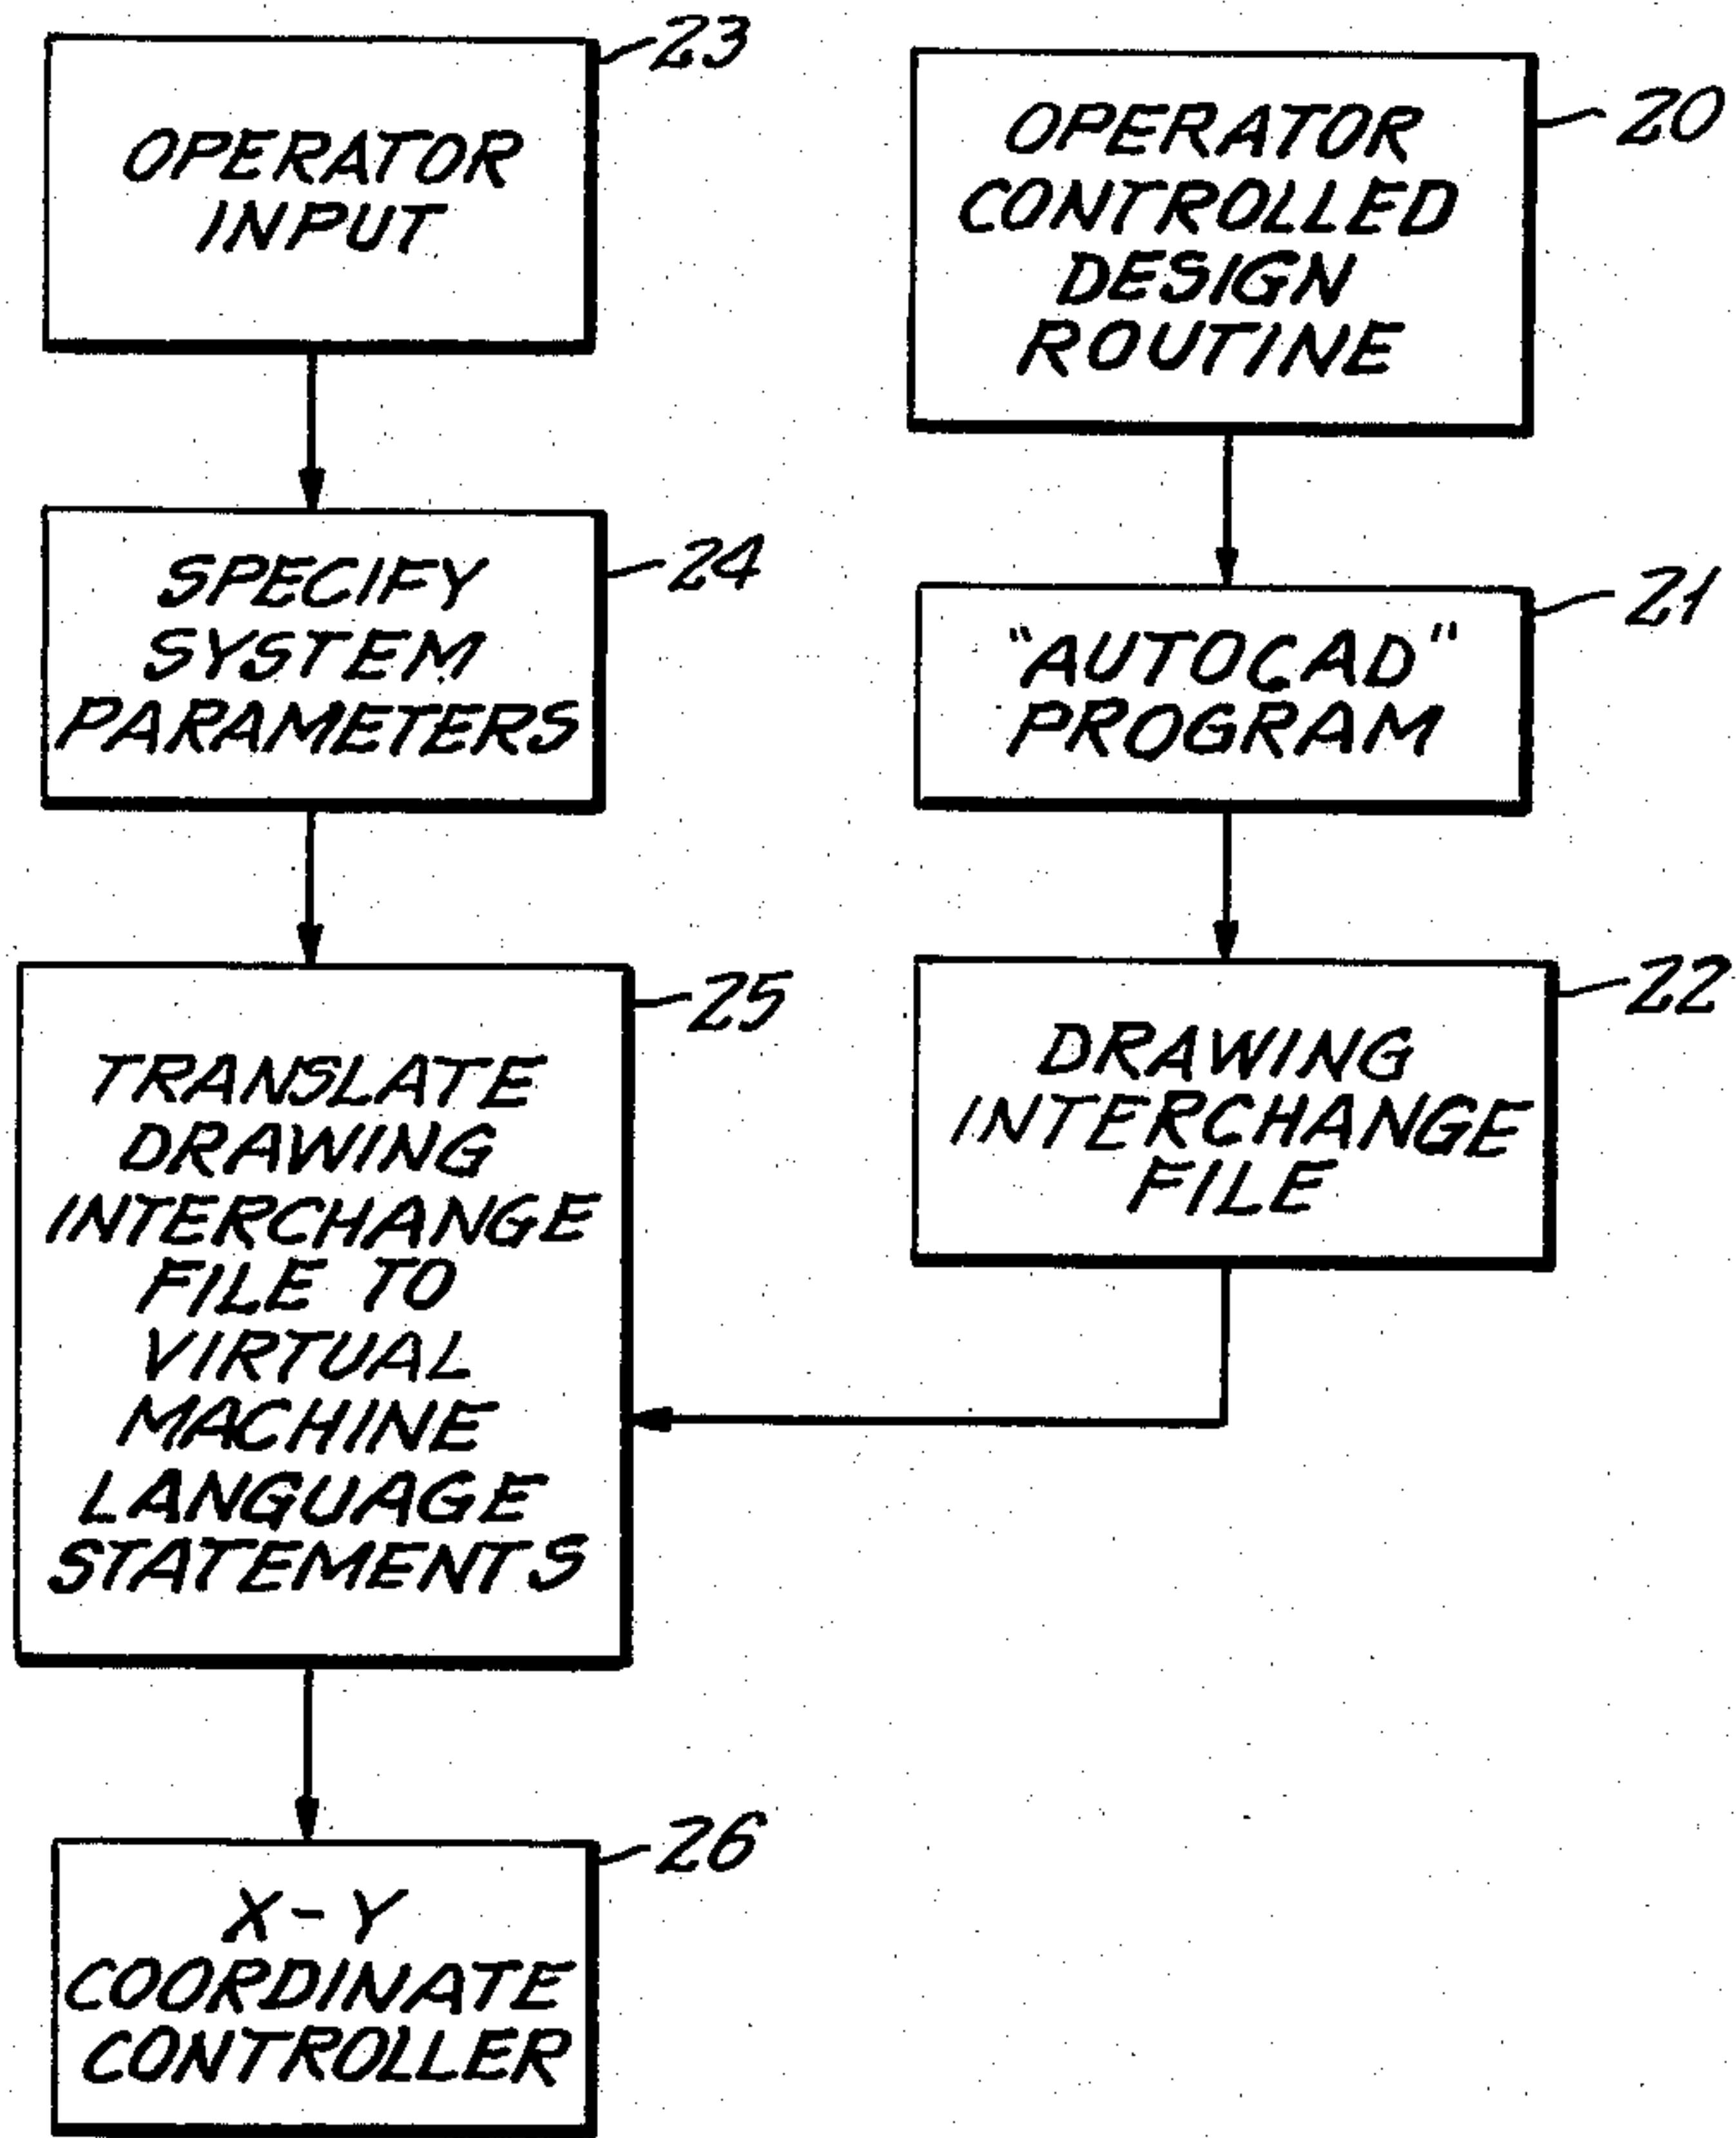 23
OPERATOR
INPUT
20
OPERATOR
CONTROLLED
DESIGN
ROUTINE
24
SPECIFY
SYSTEM
PARAMETERS
21
"AUTOCAD"
PROGRAM
25
TRANSLATE
DRAWING
INTERCHANGE
FILE TO
VIRTUAL
MACHINE
LANGUAGE
STATEMENTS
22
DRAWING
INTERCHANGE
FILE
26
X-Y
COORDINATE
CONTROLLER